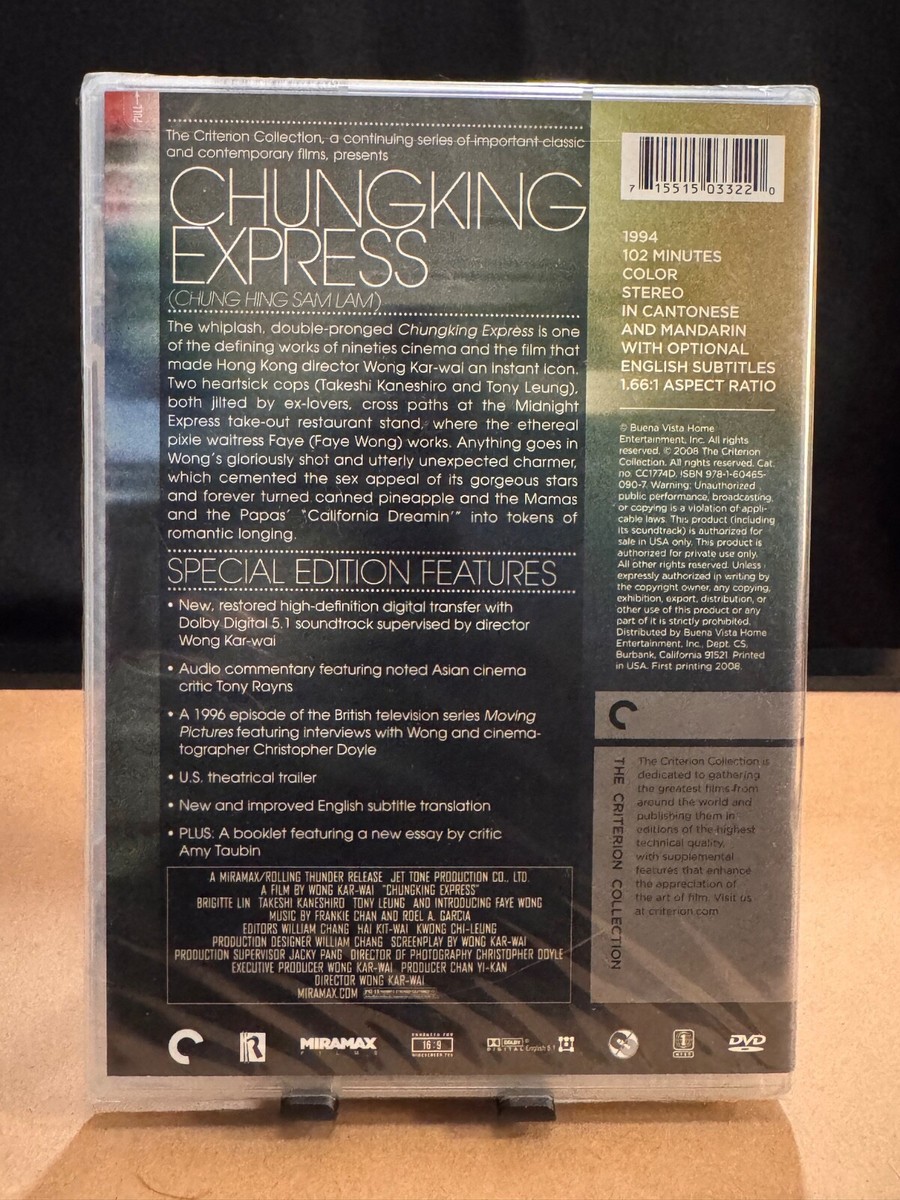 PULL
The Criterion Collection, a continuing series of important classic
and contemporary films, presents
CHUNGKING
EXPRESS
(CHUNG HING SAM LAM)
The whiplash, double-pronged Chungking Express is one
of the defining works of nineties cinema and the film that
made Hong Kong director Wong Kar-wai an instant icon.
Two heartsick cops (Takeshi Kaneshiro and Tony Leung),
both jilted by ex-lovers, cross paths at the Midnight
Express take-out restaurant stand, where the ethereal
pixie waitress Faye (Faye Wong) works. Anything goes in
Wong's gloriously shot and utterly unexpected charmer,
which cemented the sex appeal of its gorgeous stars
and forever turned canned pineapple and the Mamas
and the Papas' "California Dreamin'" into tokens of
romantic longing.
SPECIAL EDITION FEATURES
• New, restored high-definition digital transfer with
Dolby Digital 5.1 soundtrack supervised by director
Wong Kar-wai
• Audio commentary featuring noted Asian cinema
critic Tony Rayns
• A 1996 episode of the British television series Moving
Pictures featuring interviews with Wong and cinema-
tographer Christopher Doyle
• U.S. theatrical trailer
• New and improved English subtitle translation
• PLUS: A booklet featuring a new essay by critic
Amy Taubin
A MIRAMAX/ROLLING THUNDER RELEASE JET TONE PRODUCTION CO., LTD.
A FILM BY WONG KAR-WAI "CHUNGKING EXPRESS"
BRIGITTE LIN TAKESHI KANESHIRO TONY LEUNG AND INTRODUCING FAYE WONG
MUSIC BY FRANKIE CHAN AND ROEL A. GARCIA
EDITORS WILLIAM CHANG HAI KIT-WAI KWONG CHI-LEUNG
PRODUCTION DESIGNER WILLIAM CHANG SCREENPLAY BY WONG KAR-WAI
PRODUCTION SUPERVISOR JACKY PANG DIRECTOR OF PHOTOGRAPHY CHRISTOPHER DOYLE
EXECUTIVE PRODUCER WONG KAR-WAI PRODUCER CHAN YI-KAN
DIRECTOR WONG KAR-WAI
MIRAMAX.COM
7 15515 03322 0
1994
102 MINUTES
COLOR
STEREO
IN CANTONESE
AND MANDARIN
WITH OPTIONAL
ENGLISH SUBTITLES
1.66:1 ASPECT RATIO
© Buena Vista Home
Entertainment, Inc. All rights
reserved. © 2008 The Criterion
Collection. All rights reserved. Cat.
no. CC1774D. ISBN 978-1-60465-
090-7. Warning: Unauthorized
public performance, broadcasting,
or copying is a violation of appli-
cable laws. This product (including
its soundtrack) is authorized for
sale in USA only. This product is
authorized for private use only.
All other rights reserved. Unless
expressly authorized in writing by
the copyright owner, any copying,
exhibition, export, distribution, or
other use of this product or any
part of it is strictly prohibited.
Distributed by Buena Vista Home
Entertainment, Inc., Dept. CS,
Burbank, California 91521. Printed
in USA. First printing 2008.
THE CRITERION COLLECTION
The Criterion Collection is
dedicated to gathering
the greatest films from
around the world and
publishing them in
editions of the highest
technical quality,
with supplemental
features that enhance
the appreciation of
the art of film. Visit us
at criterion.com
R
MIRAMAX
FILMS
16:9
DOLBY
DIGITAL English 5.1
1
NTSC
DVD